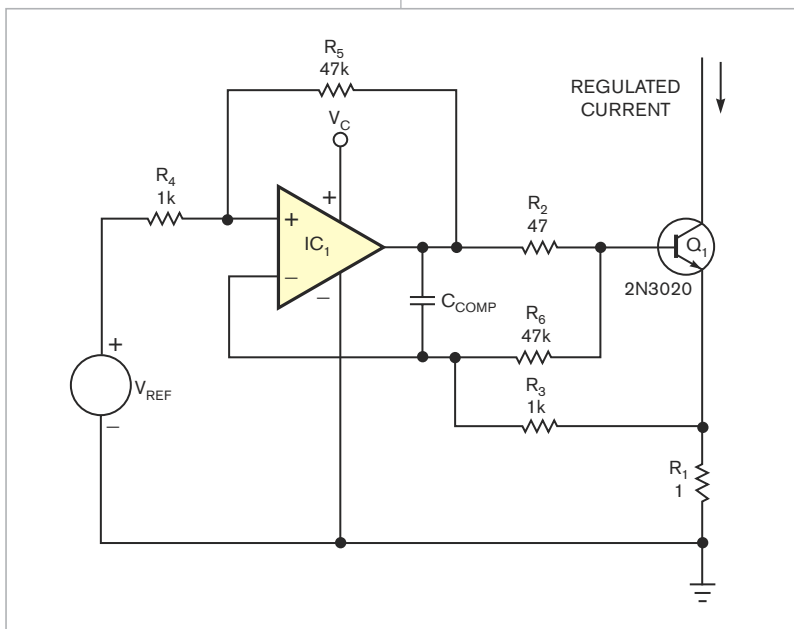 R5
47k
VC
REGULATED
CURRENT
R4
1k
+
+
IC1
−
−
R2
47
Q1
2N3020
CCOMP
R6
47k
+
VREF
−
R3
1k
R1
1